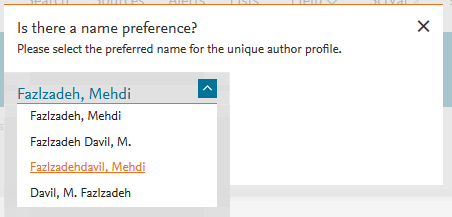 Is there a name preference?
Please select the preferred name for the unique author profile.
Fazlzadeh, Mehdi
Fazlzadeh, Mehdi
Fazlzadeh Davil, M.
Fazlzadehdavil, Mehdi
Davil, M. Fazlzadeh